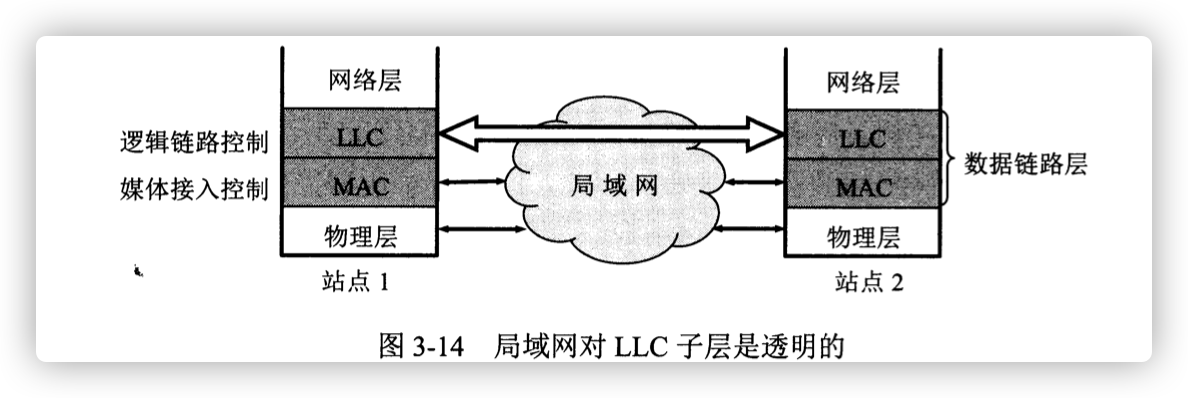 网络层
网络层
逻辑链路控制
LLC
LLC
数据链路层
媒体接入控制
MAC
局域网
MAC
物理层
物理层
站点 1
站点 2
图 3-14 局域网对 LLC 子层是透明的